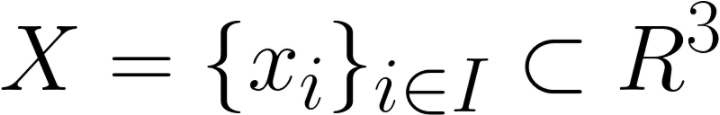 X = {x_i}_{i∈I} ⊂ R^3